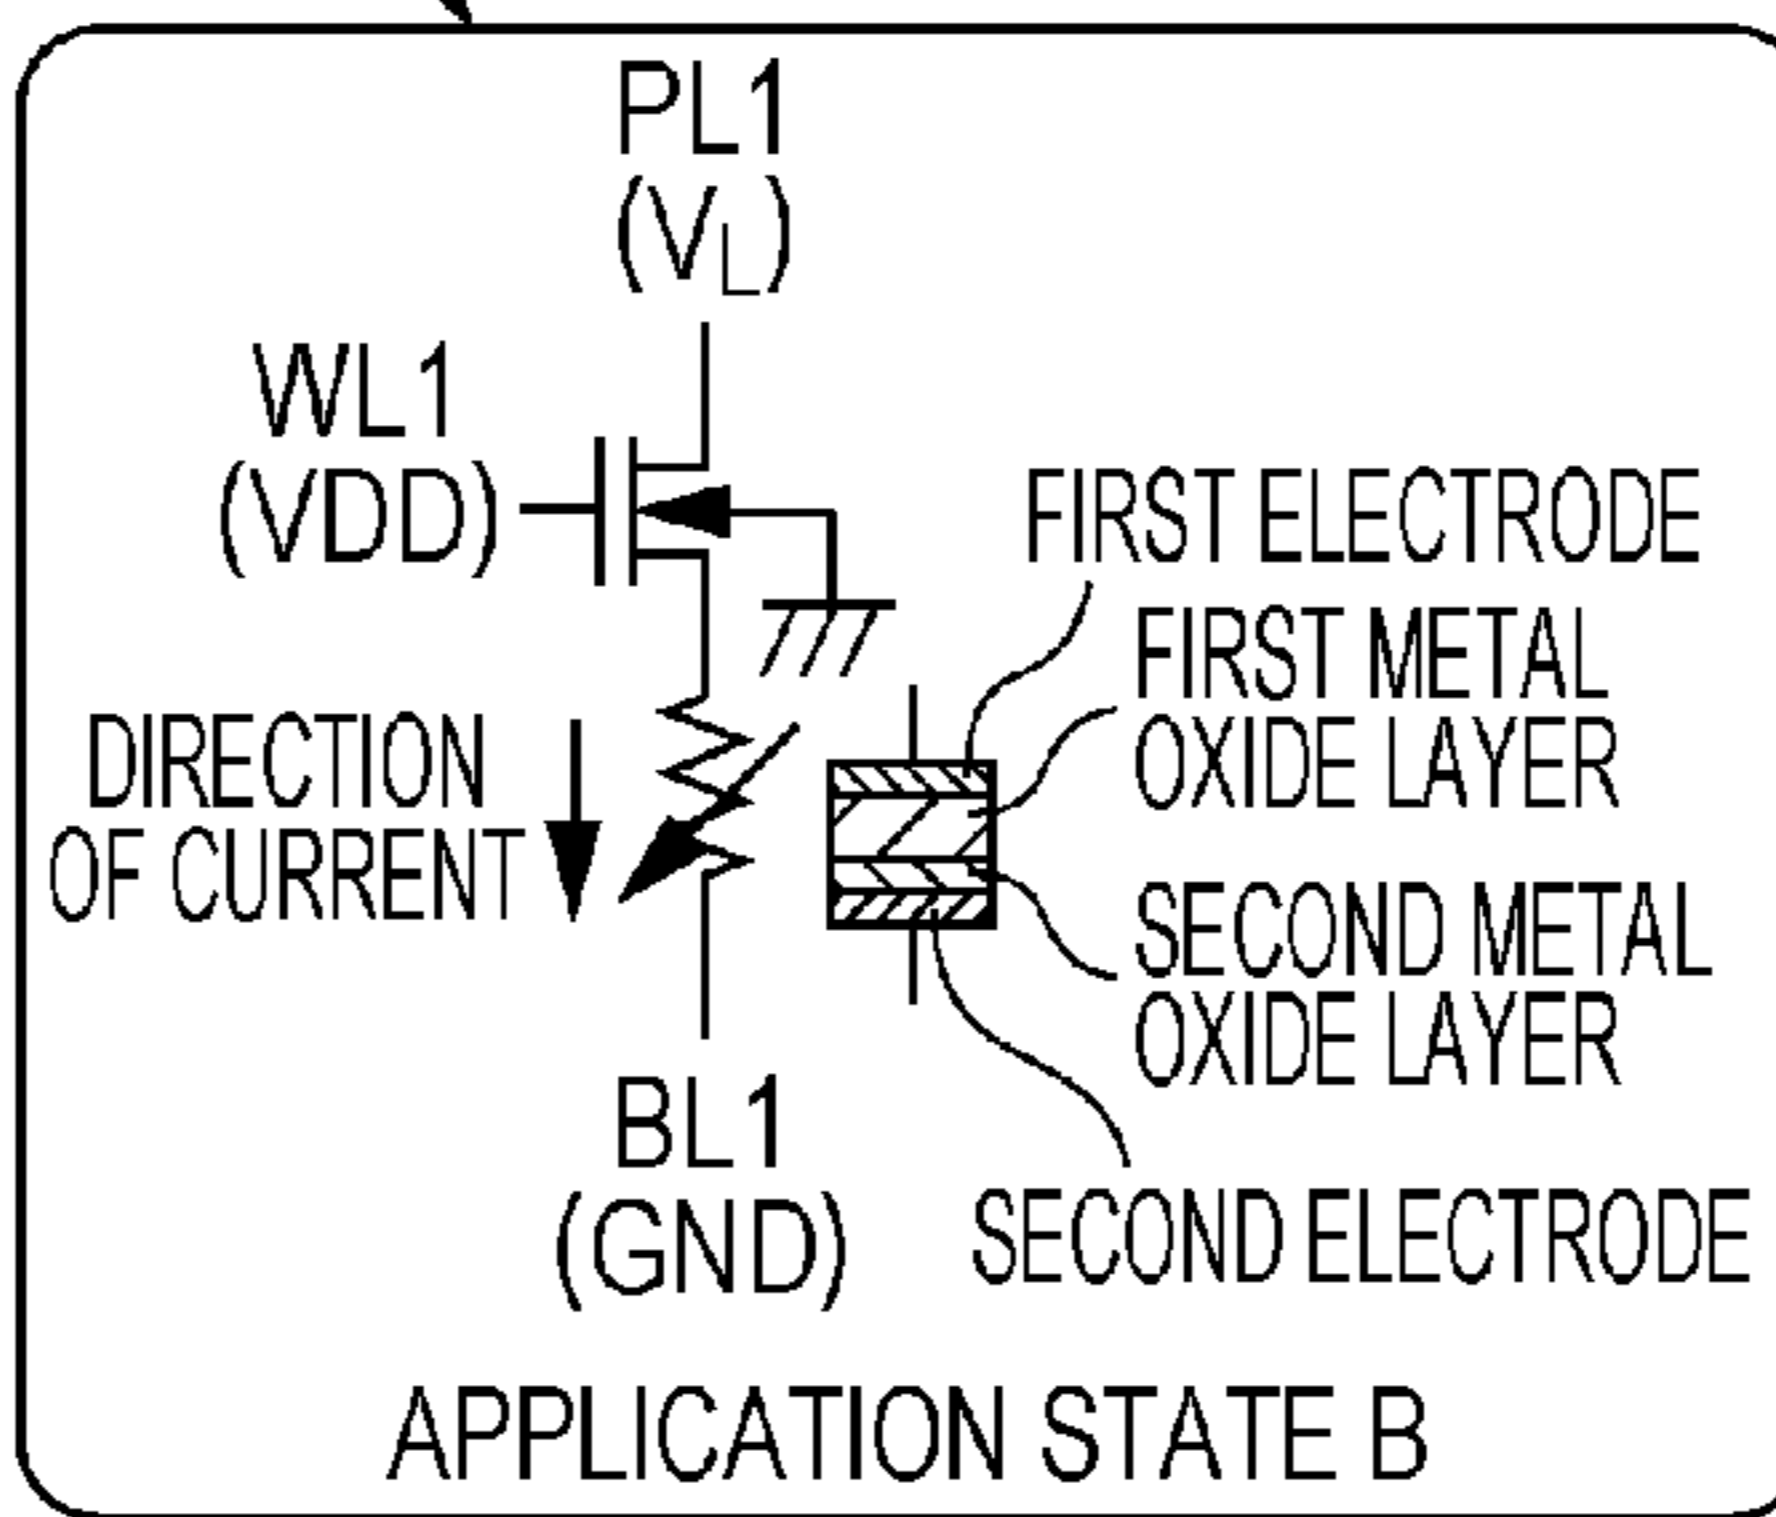 PL1
(VL)
WL1
(VDD)
FIRST ELECTRODE
FIRST METAL
OXIDE LAYER
DIRECTION
OF CURRENT
SECOND METAL
OXIDE LAYER
BL1
(GND)
SECOND ELECTRODE
APPLICATION STATE B